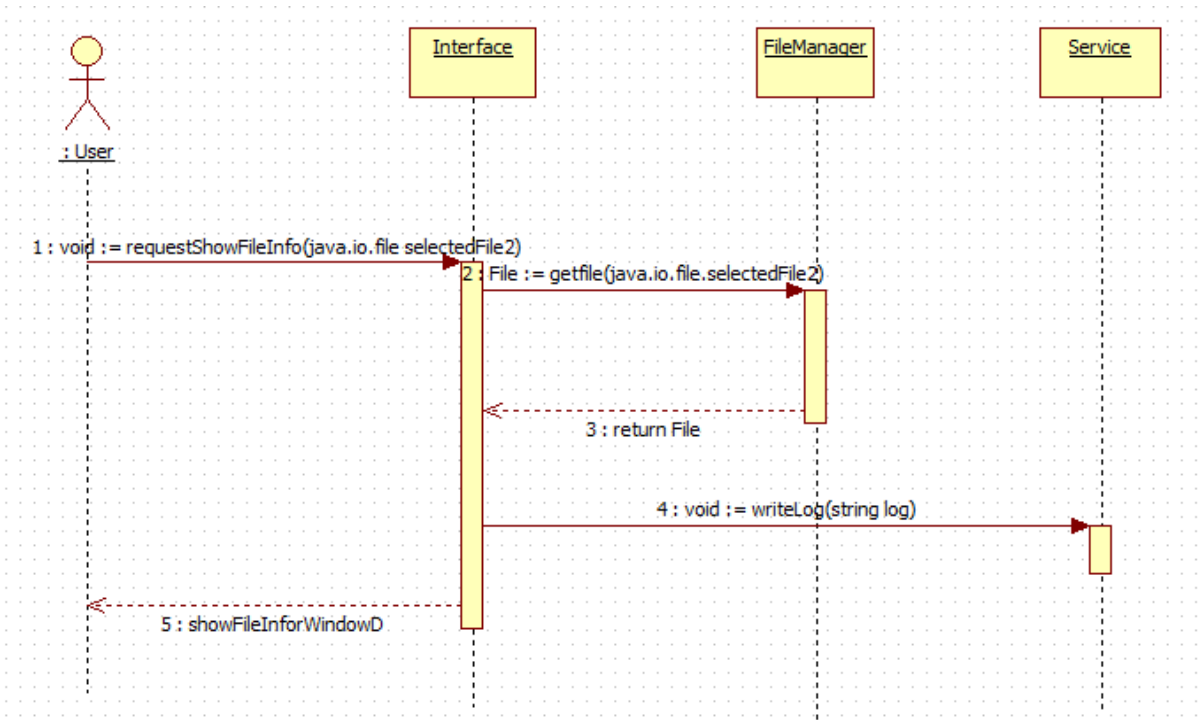 Interface
FileManager
Service
: User
1 : void := requestShowFileInfo(java.io.file selectedFile2)
2 : File := getfile(java.io.file.selectedFile2)
3 : return File
4 : void := writeLog(string log)
5 : showFileInforWindowD